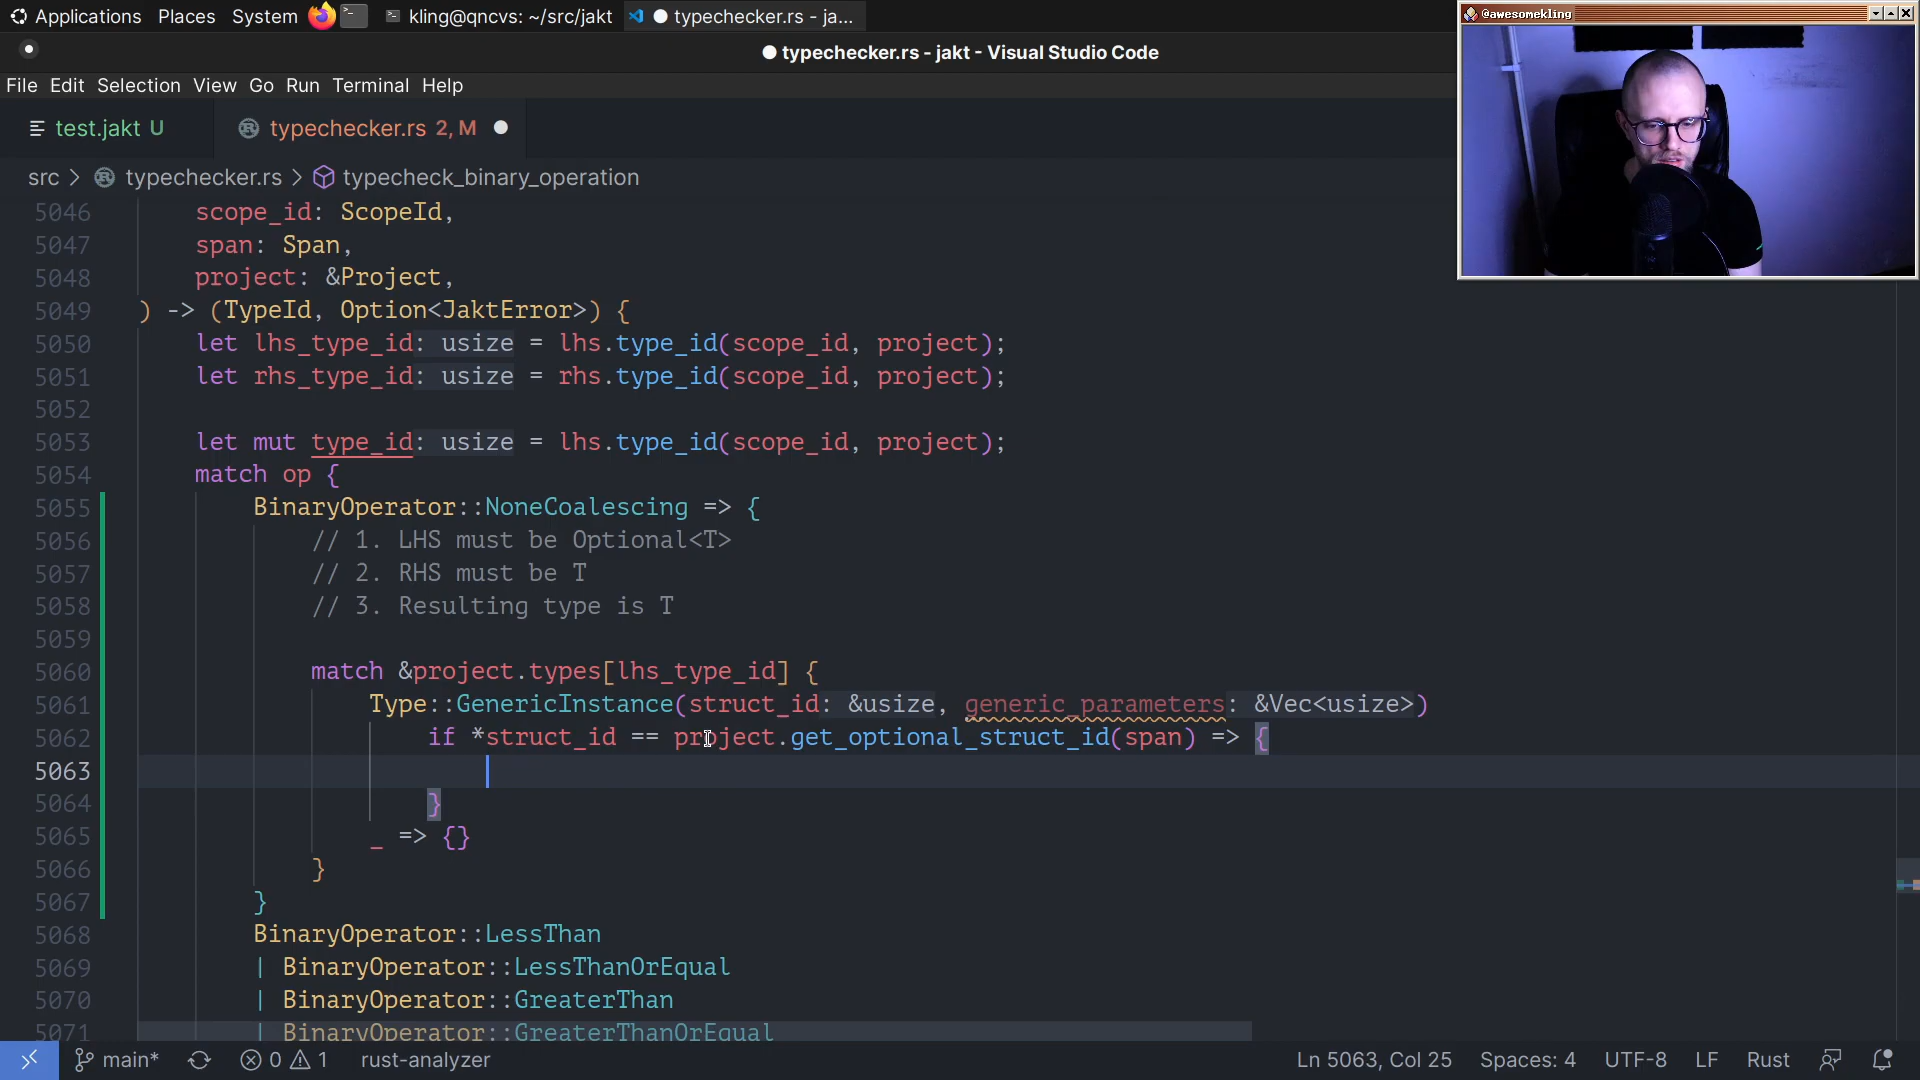 Applications Places System kling@qncvs: ~/src/jakt typechecker.rs - ja...
@awesomekling
typechecker.rs - jakt - Visual Studio Code
File Edit Selection View Go Run Terminal Help
test.jakt U typechecker.rs 2, M
src > typechecker.rs > typecheck_binary_operation
5046 scope_id: ScopeId,
5047 span: Span,
5048 project: &Project,
5049 ) -> (TypeId, Option<JaktError>) {
5050 let lhs_type_id: usize = lhs.type_id(scope_id, project);
5051 let rhs_type_id: usize = rhs.type_id(scope_id, project);
5052
5053 let mut type_id: usize = lhs.type_id(scope_id, project);
5054 match op {
5055 BinaryOperator::NoneCoalescing => {
5056 // 1. LHS must be Optional<T>
5057 // 2. RHS must be T
5058 // 3. Resulting type is T
5059
5060 match &project.types[lhs_type_id] {
5061 Type::GenericInstance(struct_id: &usize, generic_parameters: &Vec<usize>)
5062 if *struct_id == project.get_optional_struct_id(span) => {
5063
5064 }
5065 _ => {}
5066 }
5067 }
5068 BinaryOperator::LessThan
5069 | BinaryOperator::LessThanOrEqual
5070 | BinaryOperator::GreaterThan
5071 | BinaryOperator::GreaterThanOrEqual
main* 0 1 rust-analyzer Ln 5063, Col 25 Spaces: 4 UTF-8 LF Rust